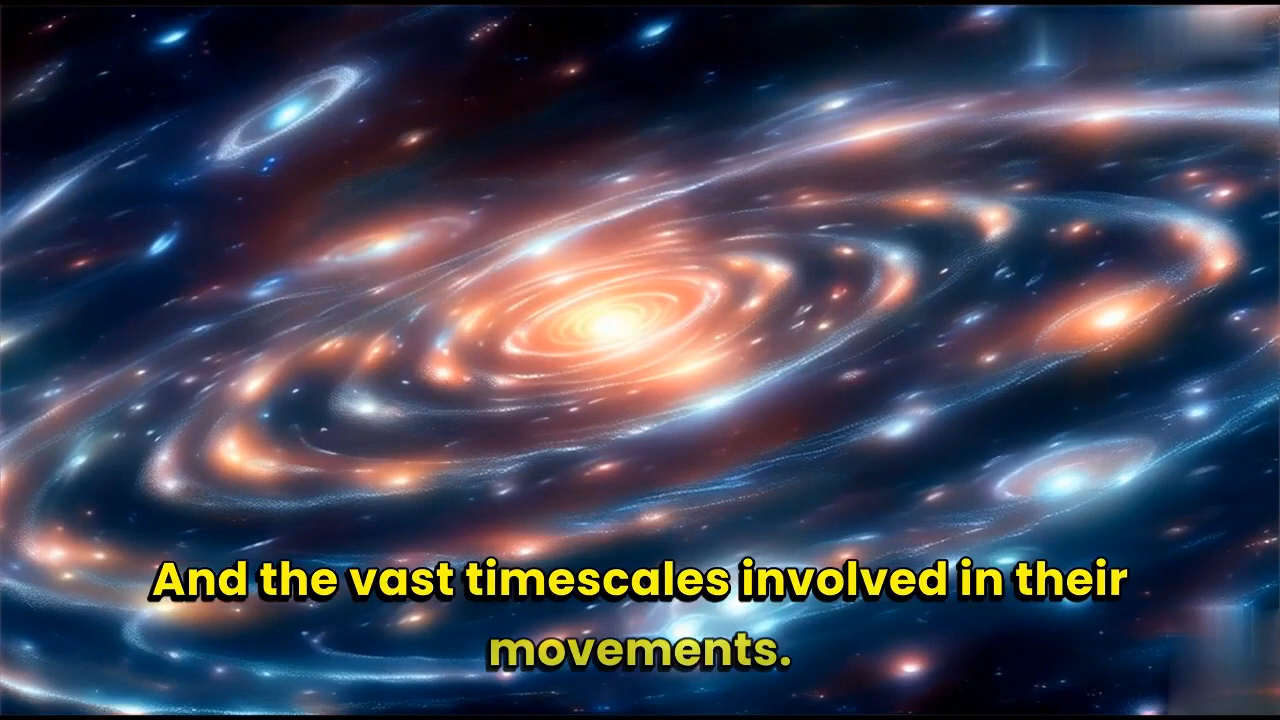 And the vast timescales involved in their
movements.